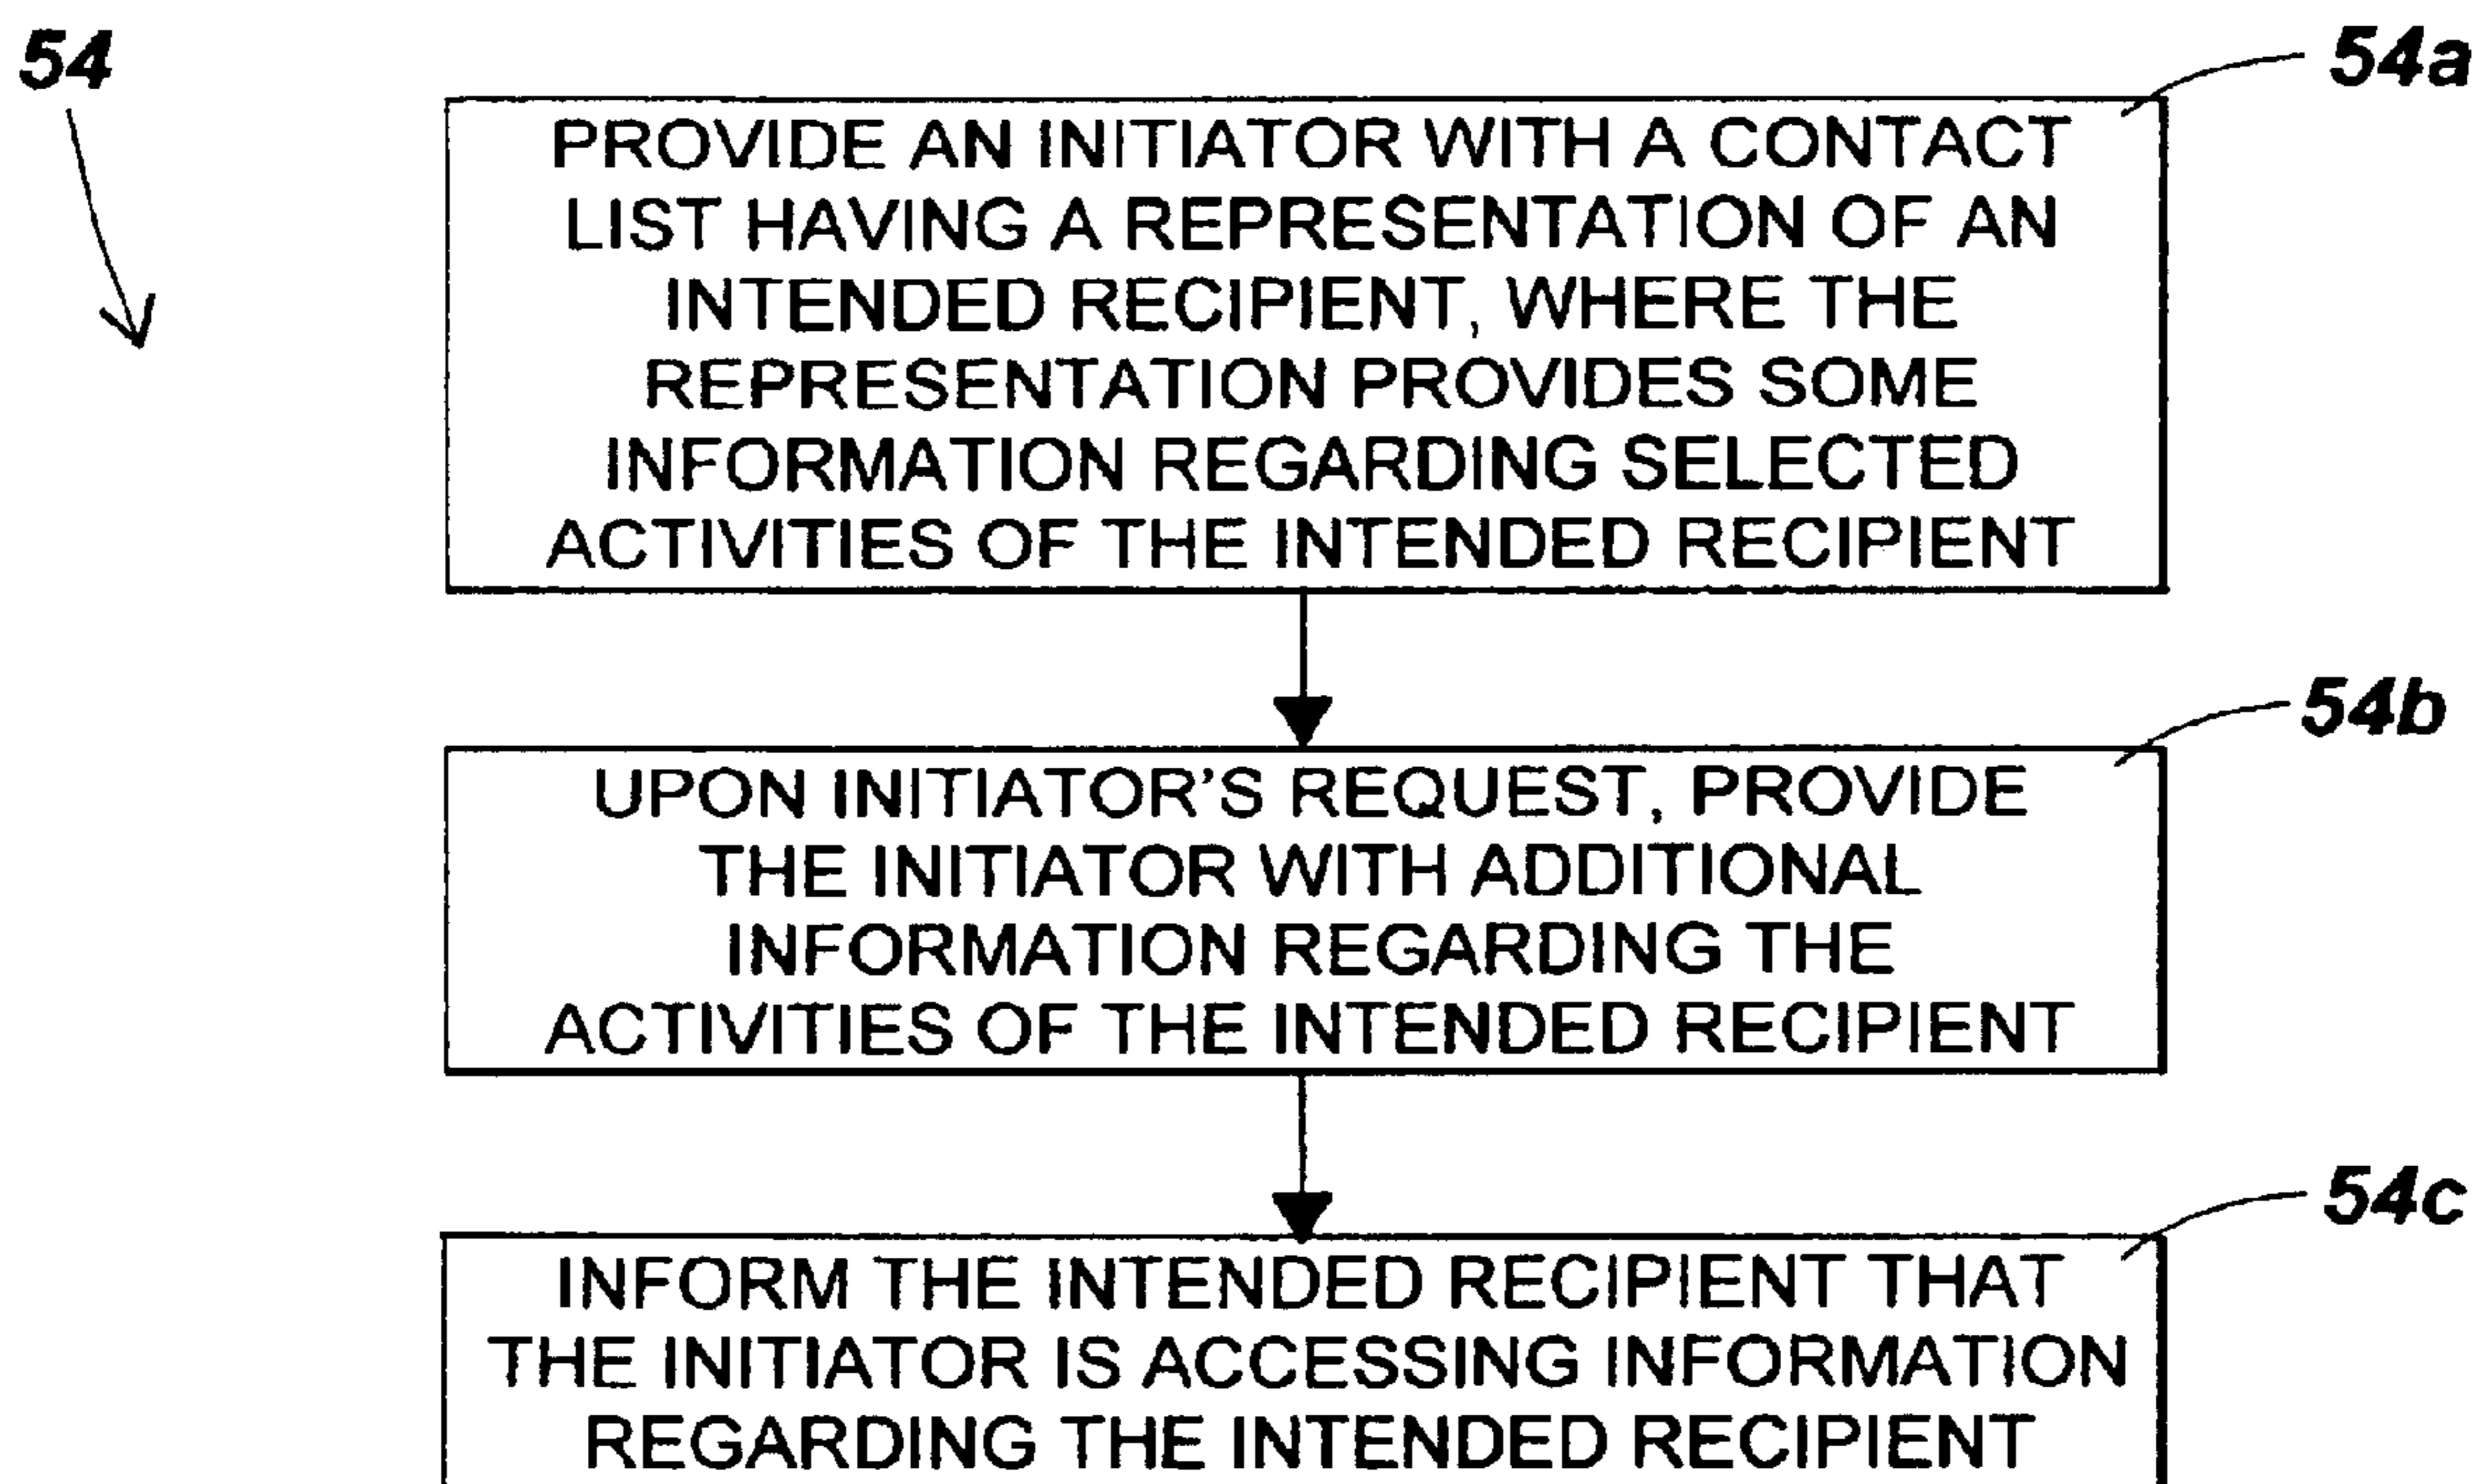 54
54a
PROVIDE AN INITIATOR WITH A CONTACT
LIST HAVING A REPRESENTATION OF AN
INTENDED RECIPIENT, WHERE THE
REPRESENTATION PROVIDES SOME
INFORMATION REGARDING SELECTED
ACTIVITIES OF THE INTENDED RECIPIENT
54b
UPON INITIATOR'S REQUEST, PROVIDE
THE INITIATOR WITH ADDITIONAL
INFORMATION REGARDING THE
ACTIVITIES OF THE INTENDED RECIPIENT
54c
INFORM THE INTENDED RECIPIENT THAT
THE INITIATOR IS ACCESSING INFORMATION
REGARDING THE INTENDED RECIPIENT